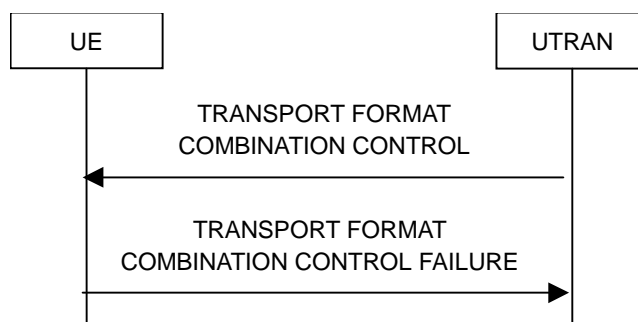 UE
UTRAN
TRANSPORT FORMAT
COMBINATION CONTROL
TRANSPORT FORMAT
COMBINATION CONTROL FAILURE